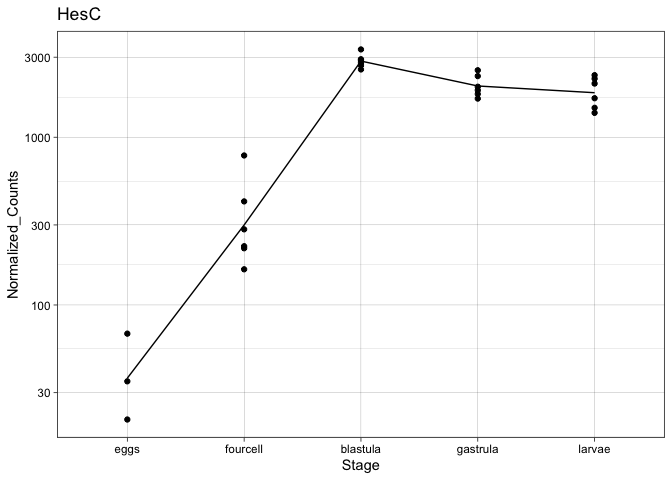 HesC
3000
1000
300
100
30
Normalized_Counts
eggs fourcell blastula gastrula larvae
Stage